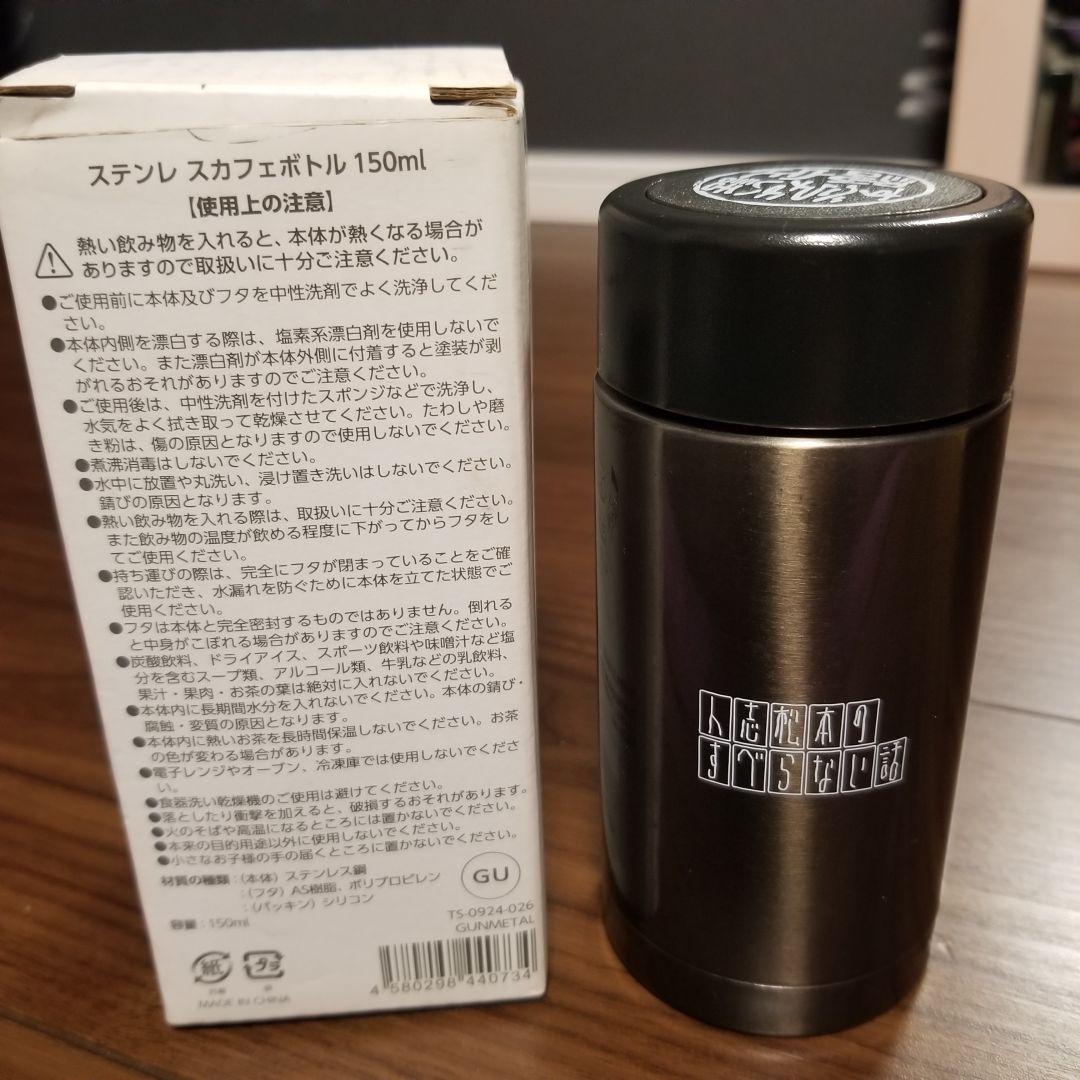 ステンレ スカフェボトル 150ml
【使用上の注意】
熱い飲み物を入れると、本体が熱くなる場合が
ありますので取扱いに十分ご注意ください。
●ご使用前に本体及びフタを中性洗剤でよく洗浄してくだ
さい。
●本体内側を漂白する際は、塩素系漂白剤を使用しないで
ください。また漂白剤が本体外側に付着すると塗装が剥
がれるおそれがありますのでご注意ください。
●ご使用後は、中性洗剤を付けたスポンジなどで洗浄し、
水気をよく拭き取って乾燥させてください。たわしや磨
き粉は、傷の原因となりますので使用しないでください。
●煮沸消毒はしないでください。
●水中に放置や丸洗い、浸け置き洗いはしないでください。
錆びの原因となります。
●熱い飲み物を入れる際は、取扱いに十分ご注意ください。
また飲み物の温度が飲める程度に下がってからフタをし
てご使用ください。
●持ち運びの際は、完全にフタが閉まっていることをご確
認いただき、水漏れを防ぐために本体を立てた状態でご
使用ください。
●フタは本体と完全密封するものではありません。倒れる
と中身がこぼれる場合がありますのでご注意ください。
●炭酸飲料、ドライアイス、スポーツ飲料や味噌汁など塩
分を含むスープ類、アルコール類、牛乳などの乳飲料、
果汁・果肉・お茶の葉は絶対に入れないでください。
●本体内に長期間水分を入れないでください。本体の錆び・
腐蝕・変質の原因となります。
●本体内に熱いお茶を長時間保温しないでください。お茶
の色が変わる場合があります。
●電子レンジやオーブン、冷凍庫では使用しないでくださ
い。
●食器洗い乾燥機のご使用は避けてください。
●落としたり衝撃を加えると、破損するおそれがあります。
●火のそばや高温になるところには置かないでください。
●本来の目的用途以外に使用しないでください。
●小さなお子様の手の届くところに置かないでください。
材質の種類:(本体)ステンレス鋼
:(フタ)AS樹脂、ポリプロピレン
:(パッキン)シリコン
容量:150ml
GU
TS-0924-026
GUNMETAL
紙
プラ
MADE IN CHINA
4 580298 440734
人志松本の
すべらない話